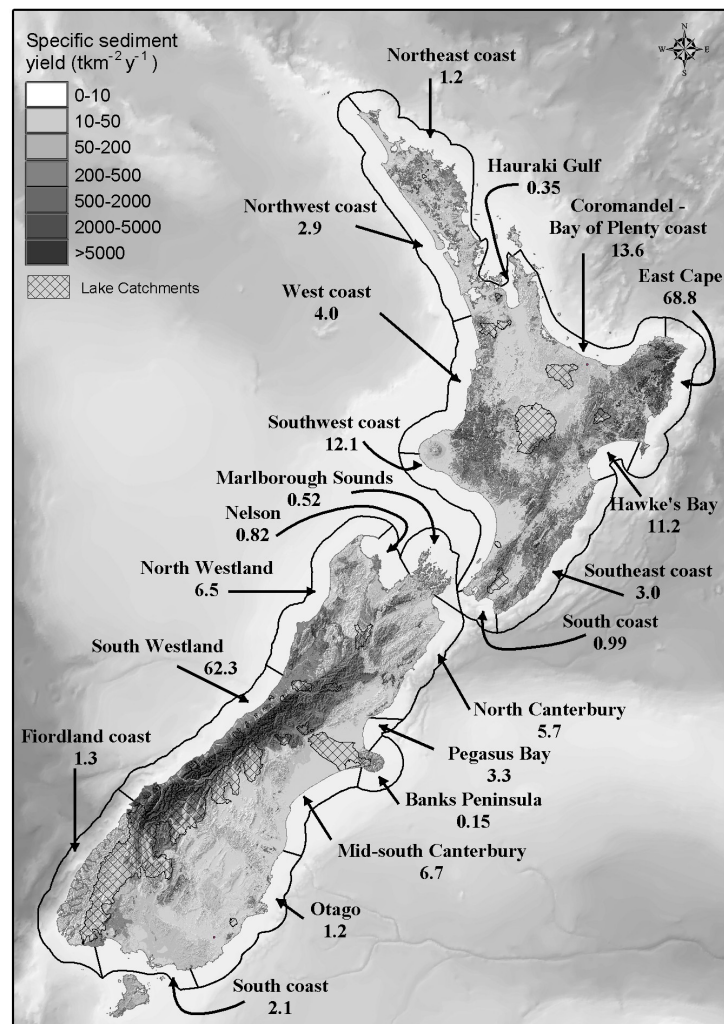 Specific sediment
yield (tkm-2 y-1 )
0-10
10-50
50-200
200-500
500-2000
2000-5000
>5000
Lake Catchments
N
W
E
S
Northeast coast
1.2
Hauraki Gulf
0.35
Coromandel -
Bay of Plenty coast
13.6
Northwest coast
2.9
East Cape
68.8
West coast
4.0
Southwest coast
12.1
Marlborough Sounds
0.52
Nelson
0.82
Hawke's Bay
11.2
North Westland
6.5
Southeast coast
3.0
South coast
0.99
South Westland
62.3
North Canterbury
5.7
Fiordland coast
1.3
Pegasus Bay
3.3
Banks Peninsula
0.15
Mid-south Canterbury
6.7
Otago
1.2
South coast
2.1